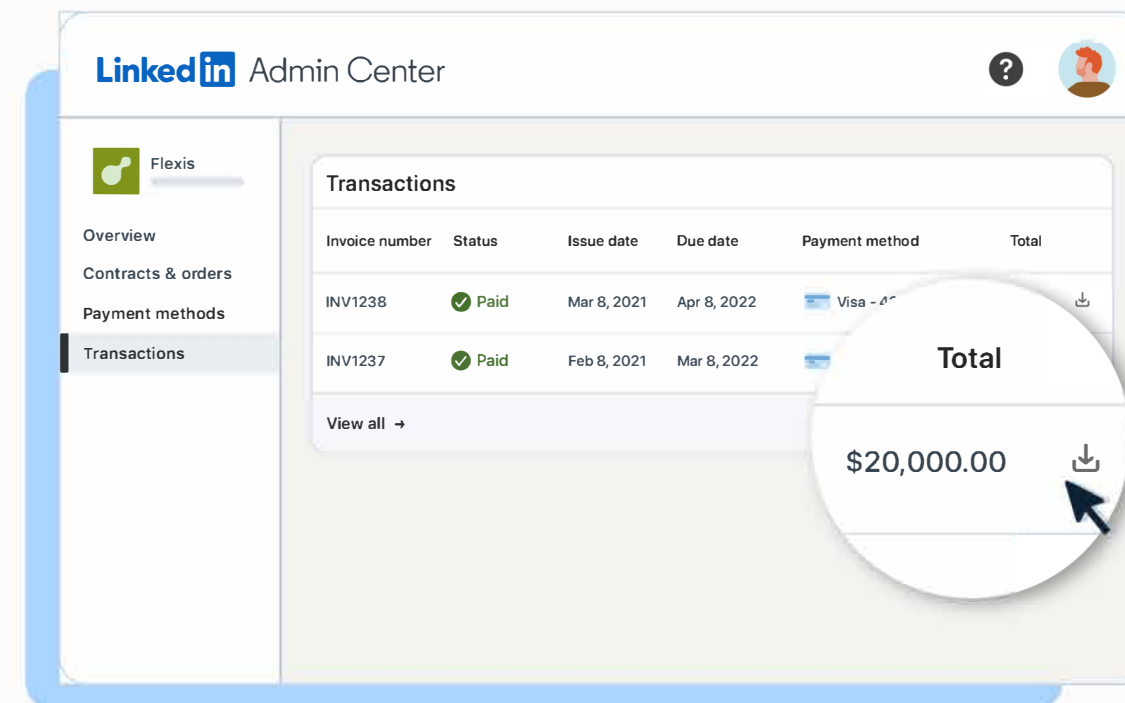 Linked in Admin Center
?
Flexis
Overview
Contracts & orders
Payment methods
Transactions
Transactions
Invoice number Status Issue date Due date Payment method Total
INV1238 Paid Mar 8, 2021 Apr 8, 2022 Visa -
INV1237 Paid Feb 8, 2021 Mar 8, 2022
View all →
Total
$20,000.00